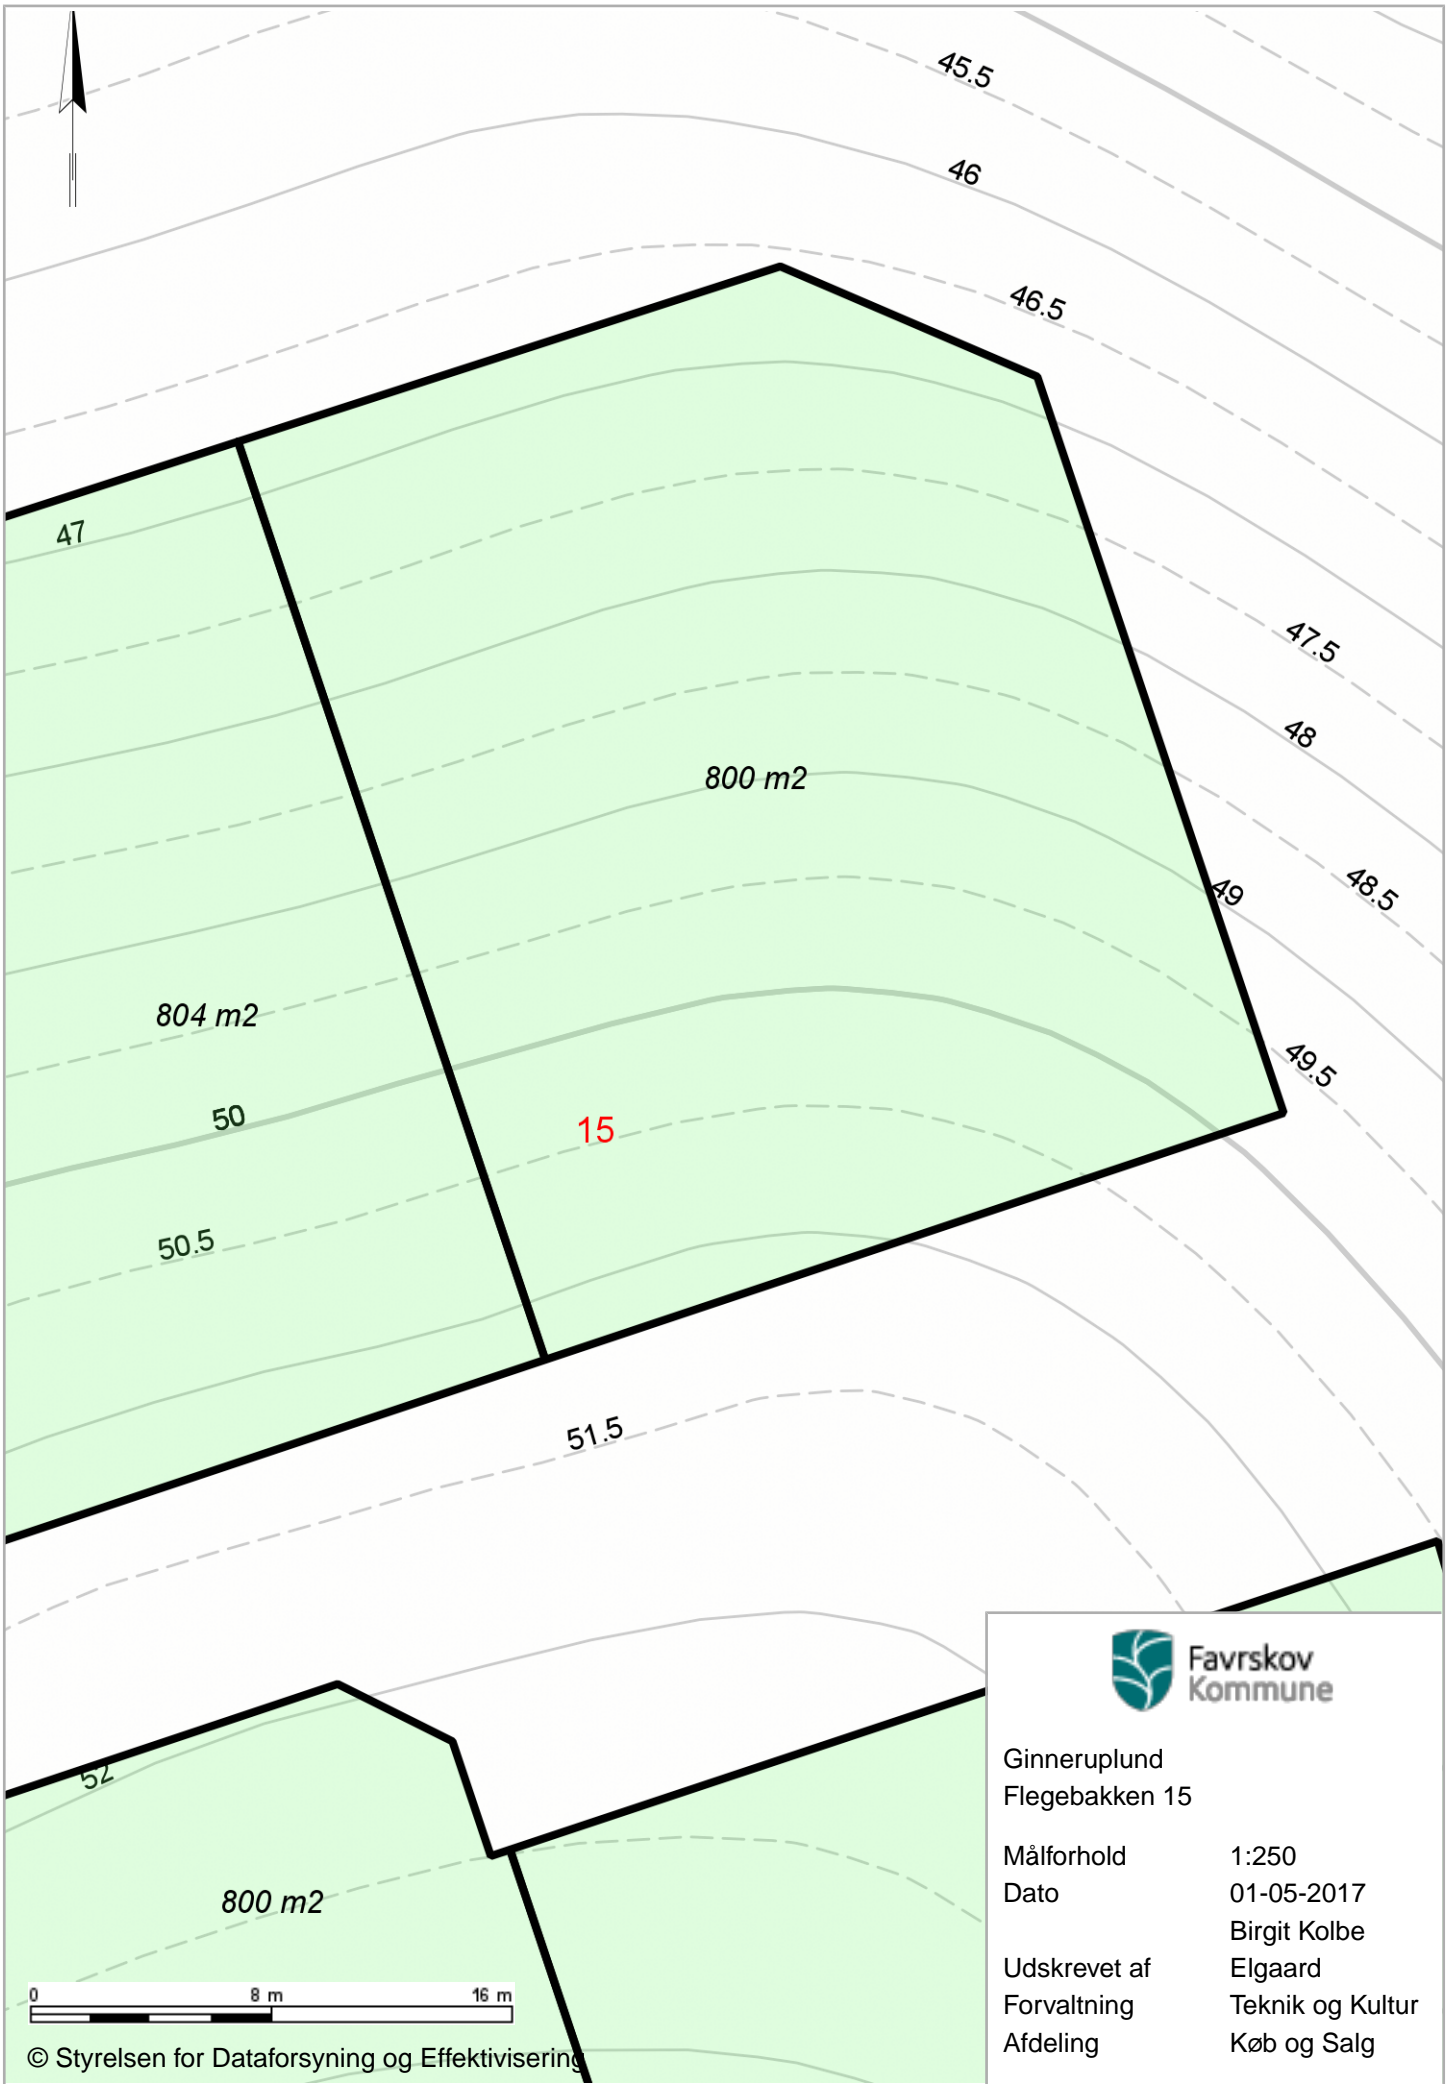 45.5
46
46.5
47
47.5
48
800 m2
48.5
49
804 m2
49.5
50
15
50.5
51.5
52
800 m2
Favrskov
Kommune
Ginneruplund
Flegebakken 15
Målforhold 1:250
Dato 01-05-2017
Birgit Kolbe
Udskrevet af Elgaard
Forvaltning Teknik og Kultur
Afdeling Køb og Salg
0 8 m 16 m
© Styrelsen for Dataforsyning og Effektivisering